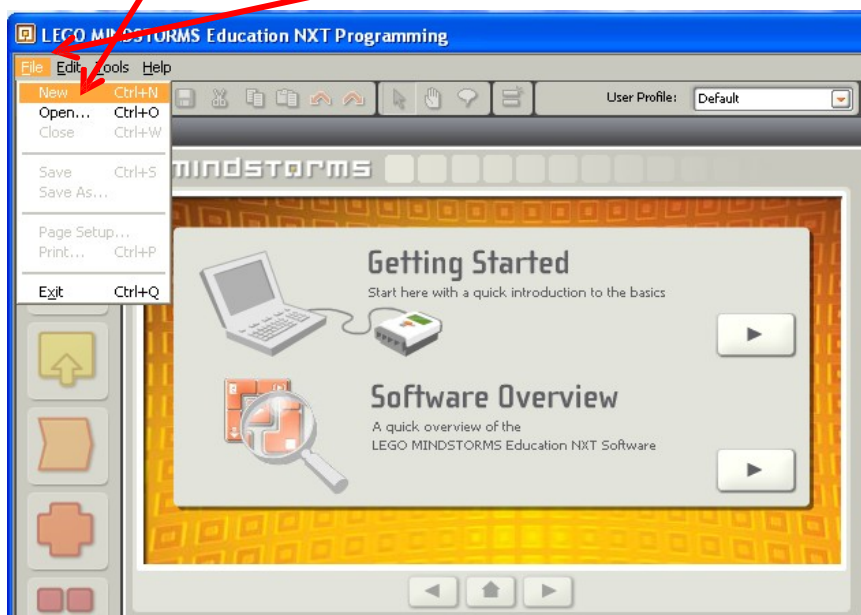 LEGO MINDSTORMS Education NXT Programming
File Edit Tools Help
New Ctrl+N
Open... Ctrl+O
Close Ctrl+W
Save Ctrl+S
Save As...
Page Setup...
Print... Ctrl+P
Exit Ctrl+Q
User Profile: Default
mindstorms
Getting Started
Start here with a quick introduction to the basics
Software Overview
A quick overview of the
LEGO MINDSTORMS Education NXT Software